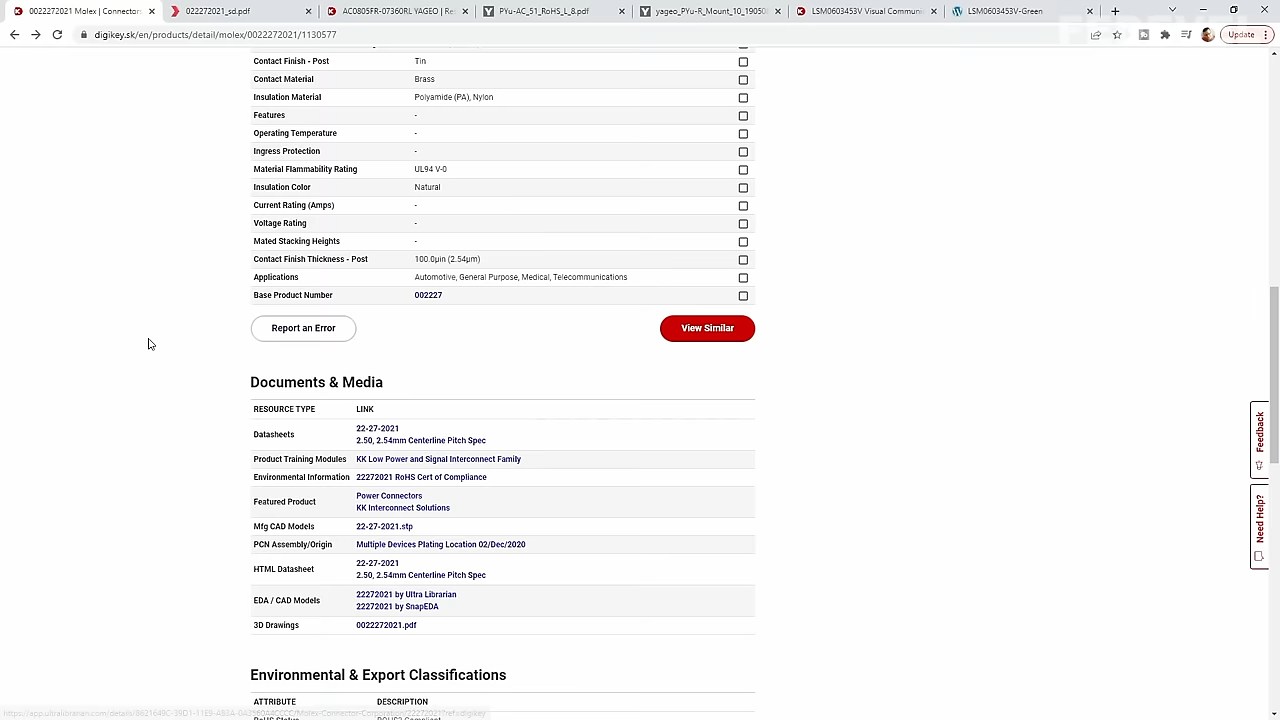 0022272021 Molex | Connectors
022272021_sd.pdf
AC0805FR-07360RL YAGEO | Res
PYu-AC_51_RoHS_L_8.pdf
yageo_PYu-R_Mount_10_19050
LSM0603453V Visual Communi
LSM0603453V-Green
digikey.sk/en/products/detail/molex/0022272021/1130577
Update
Contact Finish - Post Tin
Contact Material Brass
Insulation Material Polyamide (PA), Nylon
Features -
Operating Temperature -
Ingress Protection -
Material Flammability Rating UL94 V-0
Insulation Color Natural
Current Rating (Amps) -
Voltage Rating -
Mated Stacking Heights -
Contact Finish Thickness - Post 100.0µin (2.54µm)
Applications Automotive, General Purpose, Medical, Telecommunications
Base Product Number 002227
Report an Error
View Similar
Documents & Media
RESOURCE TYPE LINK
Datasheets 22-27-2021
2.50, 2.54mm Centerline Pitch Spec
Product Training Modules KK Low Power and Signal Interconnect Family
Environmental Information 22272021 RoHS Cert of Compliance
Featured Product Power Connectors
KK Interconnect Solutions
Mfg CAD Models 22-27-2021.stp
PCN Assembly/Origin Multiple Devices Plating Location 02/Dec/2020
HTML Datasheet 22-27-2021
2.50, 2.54mm Centerline Pitch Spec
EDA / CAD Models 22272021 by Ultra Librarian
22272021 by SnapEDA
3D Drawings 0022272021.pdf
Environmental & Export Classifications
ATTRIBUTE DESCRIPTION
Feedback
Need Help?